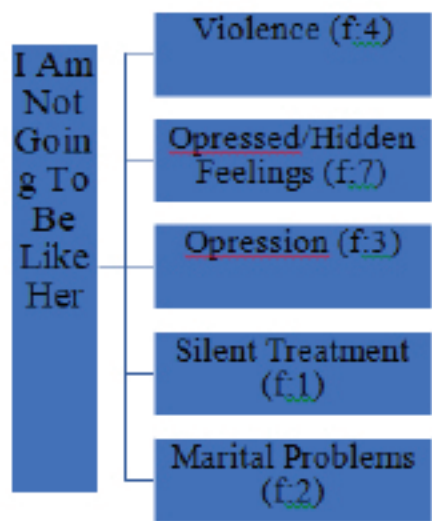 I Am
Not
Goin
g To
Be
Like
Her
Violence (f:4)
Opressed/Hidden
Feelings (f:7)
Opression (f:3)
Silent Treatment
(f:1)
Marital Problems
(f:2)